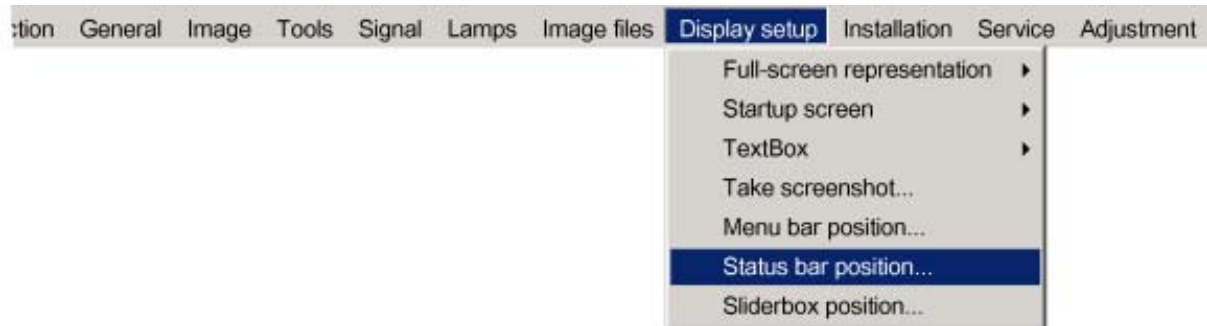 ction General Image Tools Signal Lamps Image files Display setup Installation Service Adjustment
Full-screen representation
Startup screen
TextBox
Take screenshot...
Menu bar position...
Status bar position...
Sliderbox position...